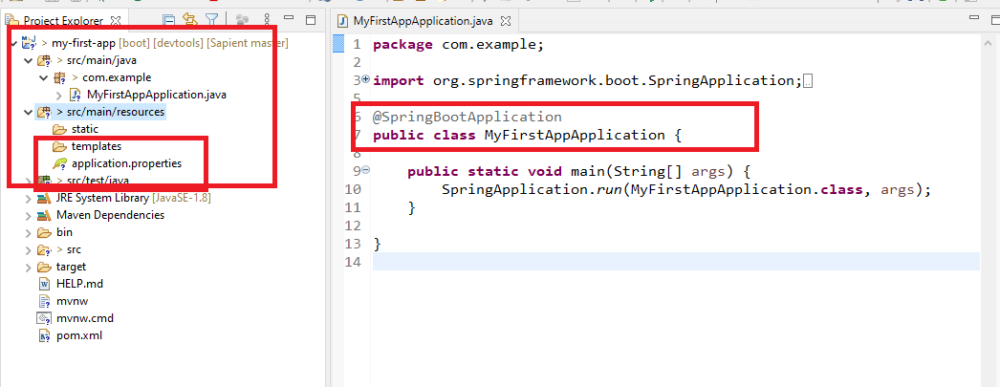 Project Explorer
> my-first-app [boot] [devtools] [Sapient master]
> src/main/java
> com.example
MyFirstAppApplication.java
> src/main/resources
static
templates
application.properties
> src/test/java
JRE System Library [JavaSE-1.8]
Maven Dependencies
bin
> src
target
HELP.md
mvnw
mvnw.cmd
pom.xml
MyFirstAppApplication.java
1 package com.example;
2
3 import org.springframework.boot.SpringApplication;
5
6 @SpringBootApplication
7 public class MyFirstAppApplication {
8
9 public static void main(String[] args) {
10 SpringApplication.run(MyFirstAppApplication.class, args);
11 }
12
13 }
14